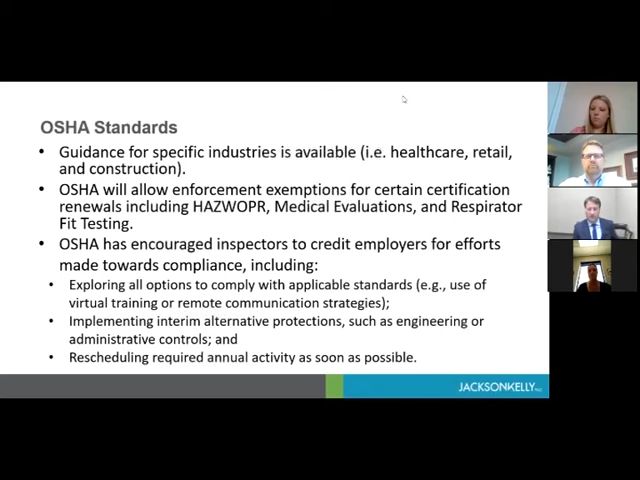 OSHA Standards
• Guidance for specific industries is available (i.e. healthcare, retail,
and construction).
• OSHA will allow enforcement exemptions for certain certification
renewals including HAZWOPR, Medical Evaluations, and Respirator
Fit Testing.
• OSHA has encouraged inspectors to credit employers for efforts
made towards compliance, including:
• Exploring all options to comply with applicable standards (e.g., use of
virtual training or remote communication strategies);
• Implementing interim alternative protections, such as engineering or
administrative controls; and
• Rescheduling required annual activity as soon as possible.
JACKSONKELLY